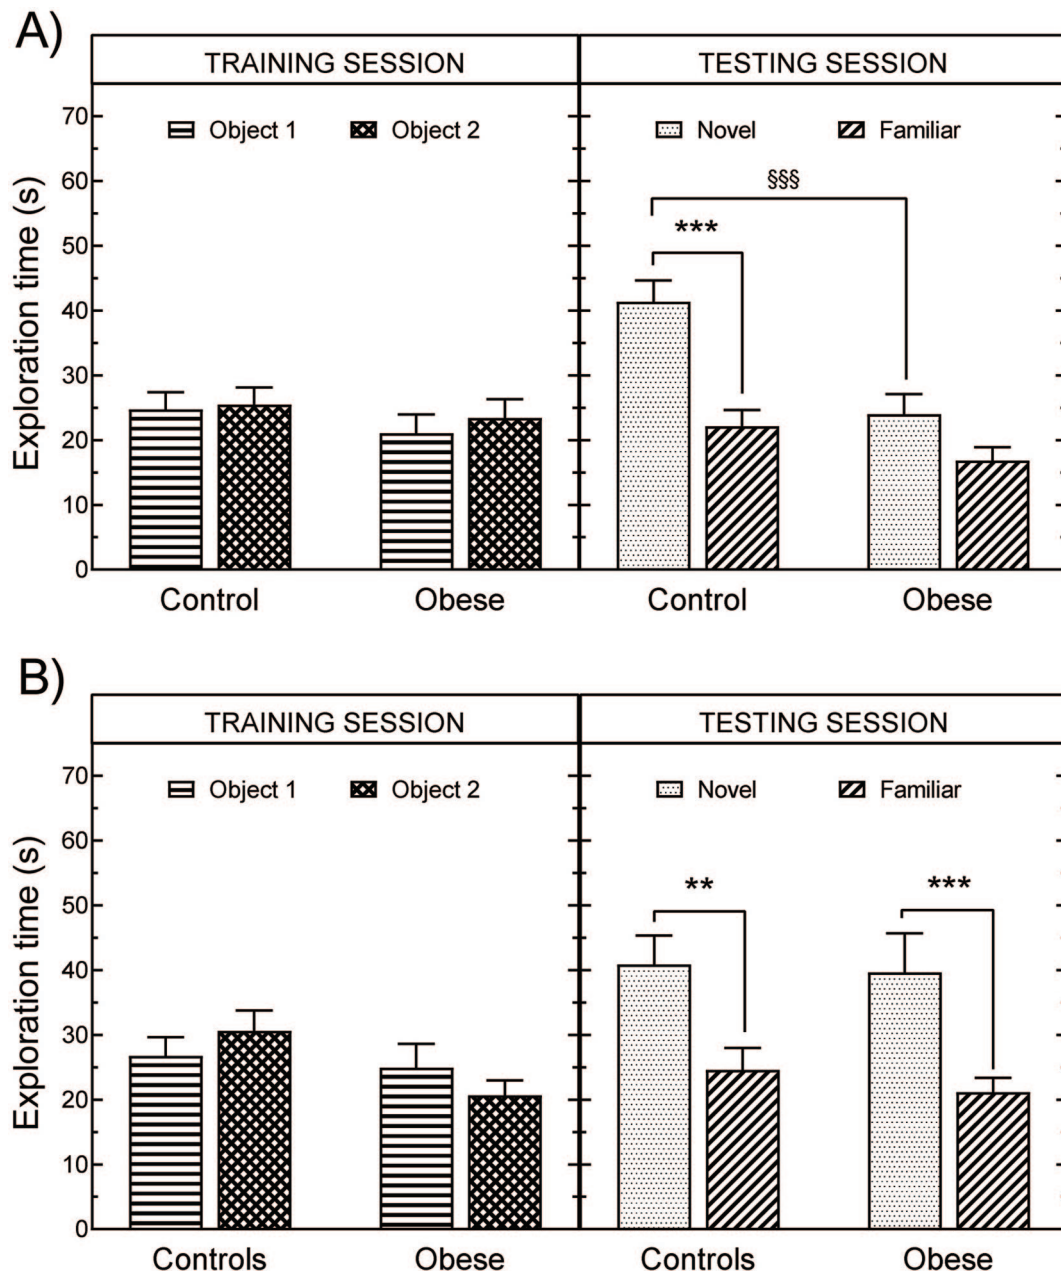 A)
TRAINING SESSION TESTING SESSION
Object 1 Object 2 Novel Familiar
Exploration time (s)
70
60
50
40
30
20
10
0
§§§
***
Control Obese Control Obese
B)
TRAINING SESSION TESTING SESSION
Object 1 Object 2 Novel Familiar
Exploration time (s)
70
60
50
40
30
20
10
0
** ***
Controls Obese Controls Obese